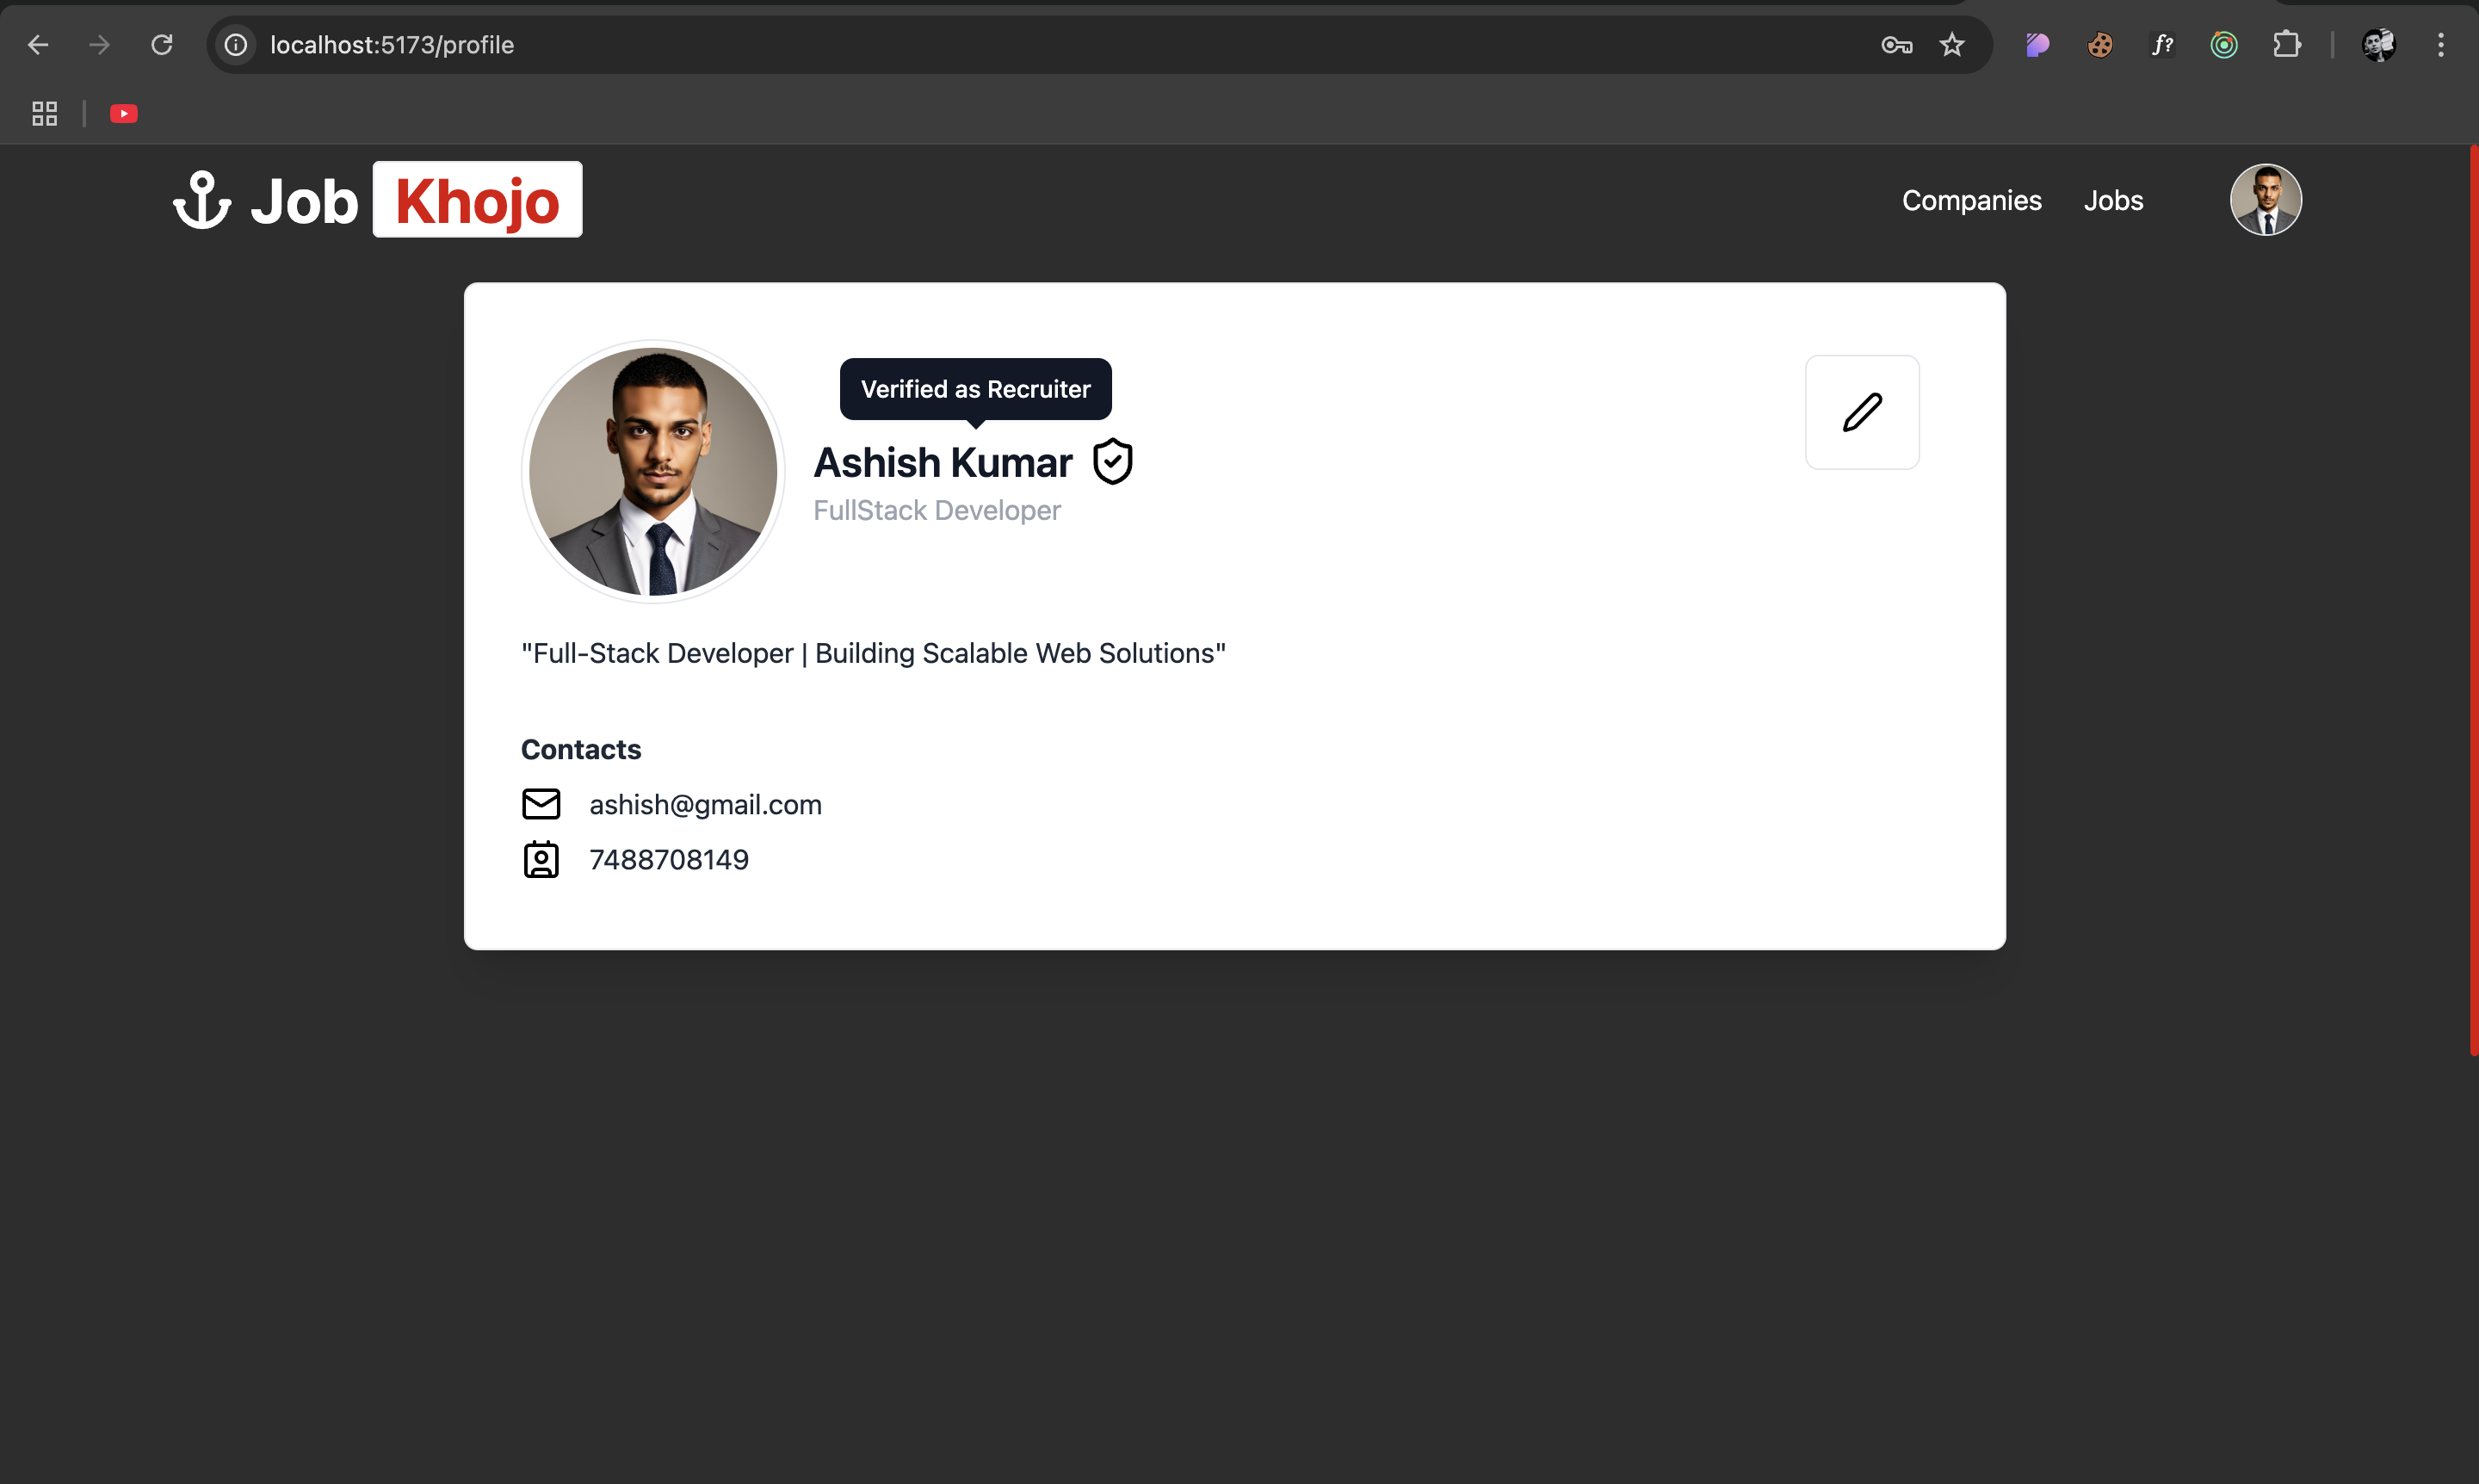 localhost:5173/profile
f?
Job Khojo
Companies Jobs
Verified as Recruiter
Ashish Kumar
FullStack Developer
"Full-Stack Developer | Building Scalable Web Solutions"
Contacts
ashish@gmail.com
7488708149